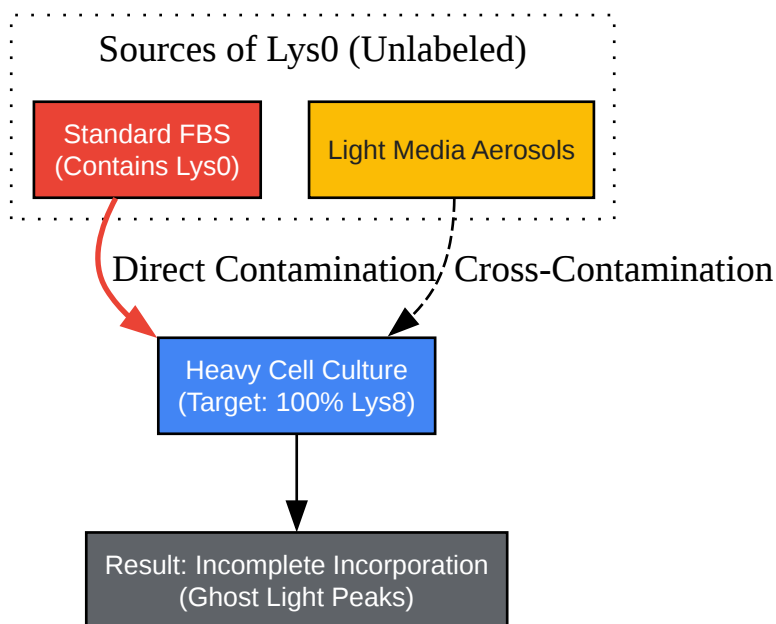 Sources of Lys0 (Unlabeled)
Standard FBS
(Contains Lys0)
Light Media Aerosols
Direct Contamination
Cross-Contamination
Heavy Cell Culture
(Target: 100% Lys8)
Result: Incomplete Incorporation
(Ghost Light Peaks)